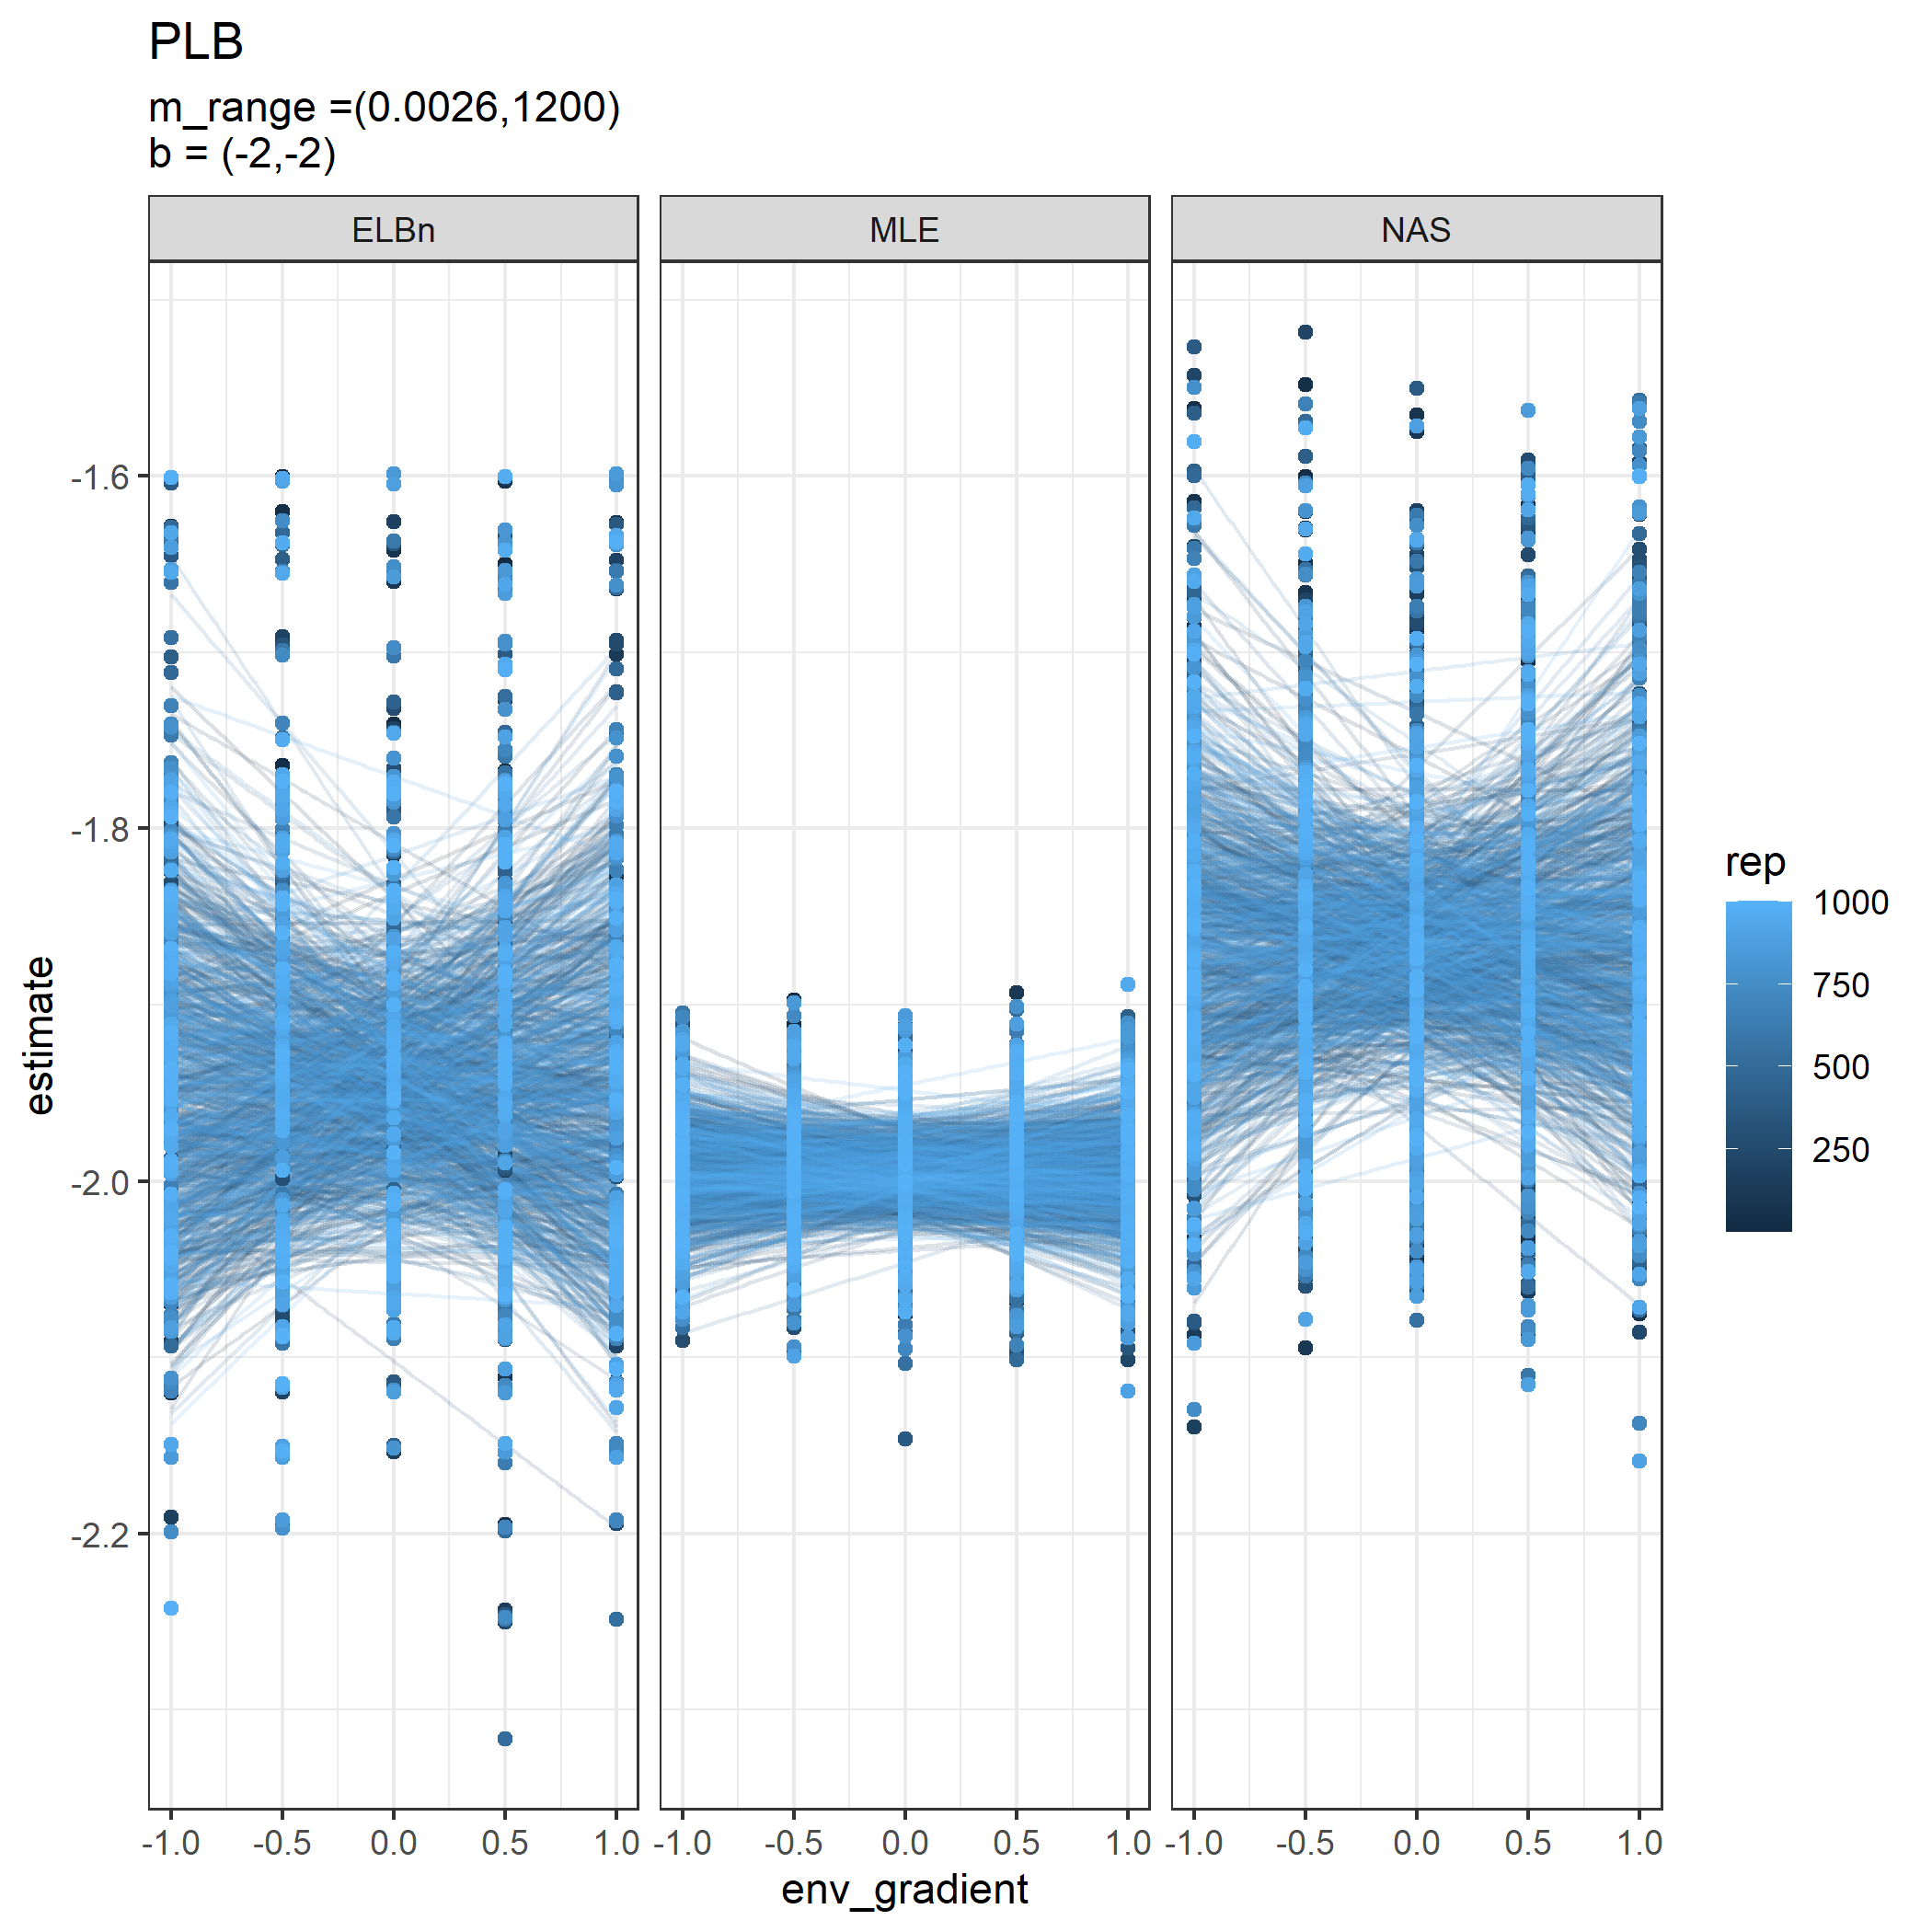 PLB
m_range =(0.0026,1200)
b = (-2,-2)
ELBn MLE NAS
-1.6
-1.8
-2.0
-2.2
estimate
-1.0 -0.5 0.0 0.5 1.0 -1.0 -0.5 0.0 0.5 1.0 -1.0 -0.5 0.0 0.5 1.0
env_gradient
rep
1000
750
500
250